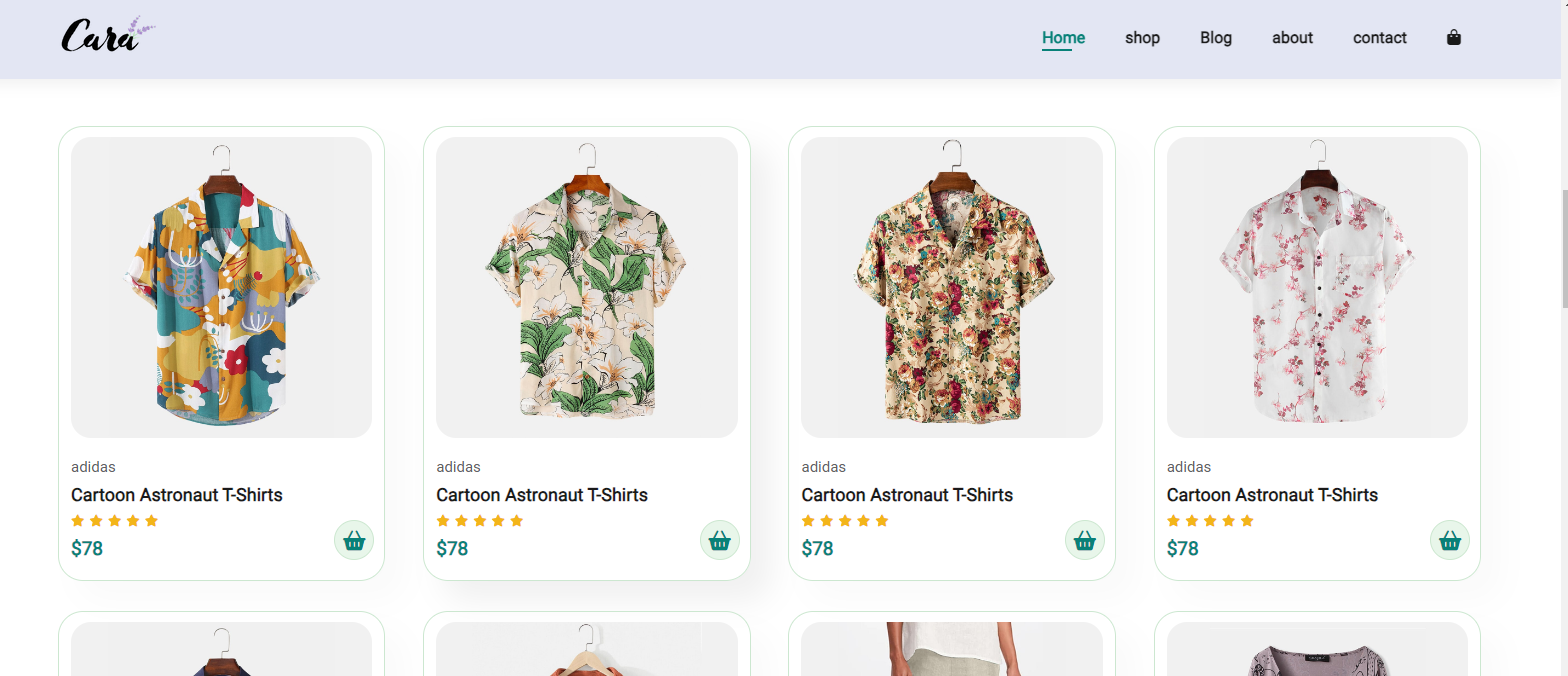 Cara
Home shop Blog about contact
adidas adidas adidas adidas
Cartoon Astronaut T-Shirts Cartoon Astronaut T-Shirts Cartoon Astronaut T-Shirts Cartoon Astronaut T-Shirts
$78 $78 $78 $78